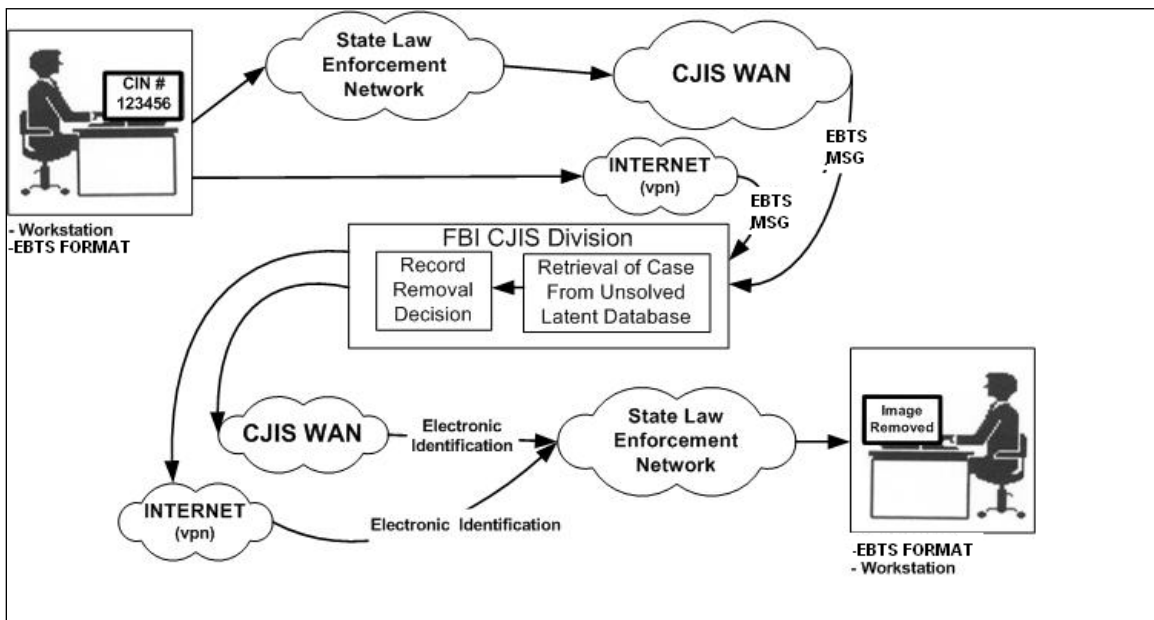 CIN #
123456
- Workstation
-EBTS FORMAT
State Law
Enforcement
Network
CJIS WAN
EBTS
MSG
INTERNET
(vpn)
EBTS
MSG
FBI CJIS Division
Record
Removal
Decision
Retrieval of Case
From Unsolved
Latent Database
CJIS WAN
Electronic
Identification
State Law
Enforcement
Network
Image
Removed
INTERNET
(vpn)
Electronic Identification
-EBTS FORMAT
- Workstation